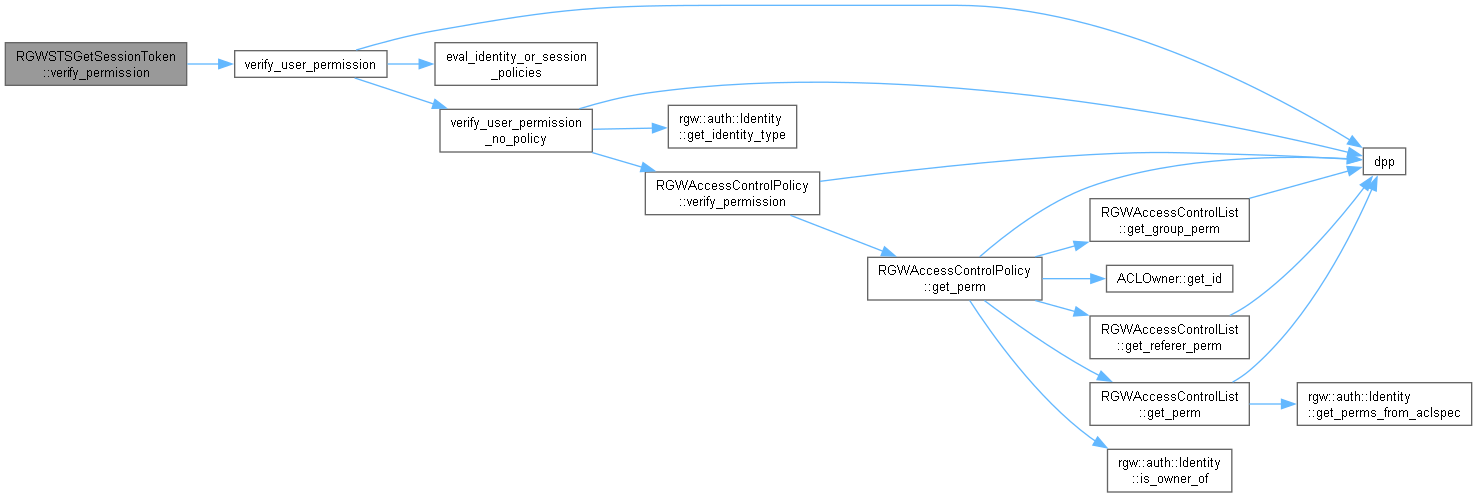 RGWSTSGetSessionToken
::verify_permission
verify_user_permission
eval_identity_or_session
_policies
verify_user_permission
_no_policy
rgw::auth::Identity
::get_identity_type
RGWAccessControlPolicy
::verify_permission
dpp
RGWAccessControlList
::get_group_perm
RGWAccessControlPolicy
::get_perm
ACLOwner::get_id
RGWAccessControlList
::get_referer_perm
RGWAccessControlList
::get_perm
rgw::auth::Identity
::get_perms_from_aclspec
rgw::auth::Identity
::is_owner_of